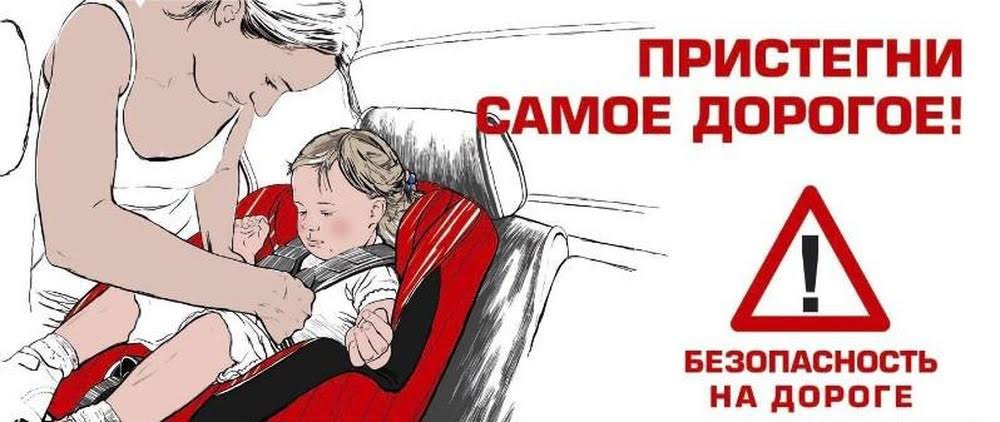 ПРИСТЕГНИ
САМОЕ ДОРОГОЕ!
!
БЕЗОПАСНОСТЬ
НА ДОРОГЕ